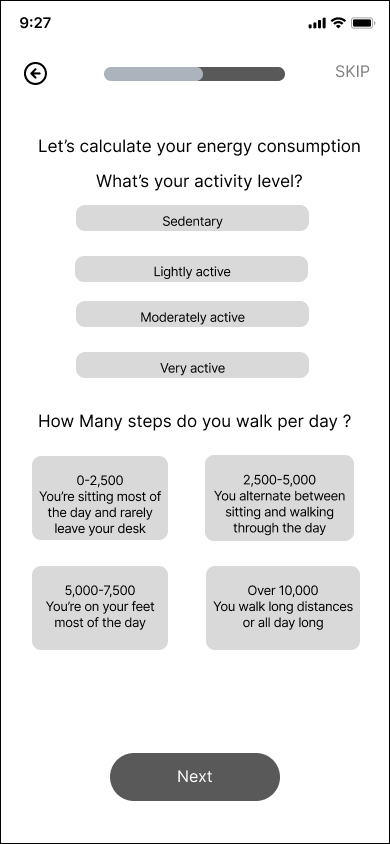 9:27
SKIP
Let's calculate your energy consumption
What's your activity level?
Sedentary
Lightly active
Moderately active
Very active
How Many steps do you walk per day ?
0-2,500
You're sitting most of
the day and rarely
leave your desk
2,500-5,000
You alternate between
sitting and walking
through the day
5,000-7,500
You're on your feet
most of the day
Over 10,000
You walk long distances
or all day long
Next